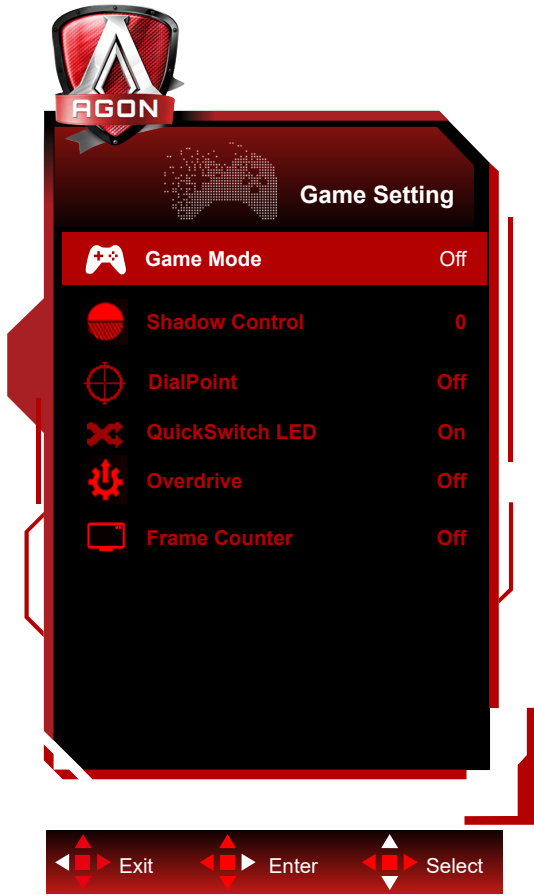 AGON
Game Setting
Game Mode Off
Shadow Control 0
DialPoint Off
QuickSwitch LED On
Overdrive Off
Frame Counter Off
Exit Enter Select